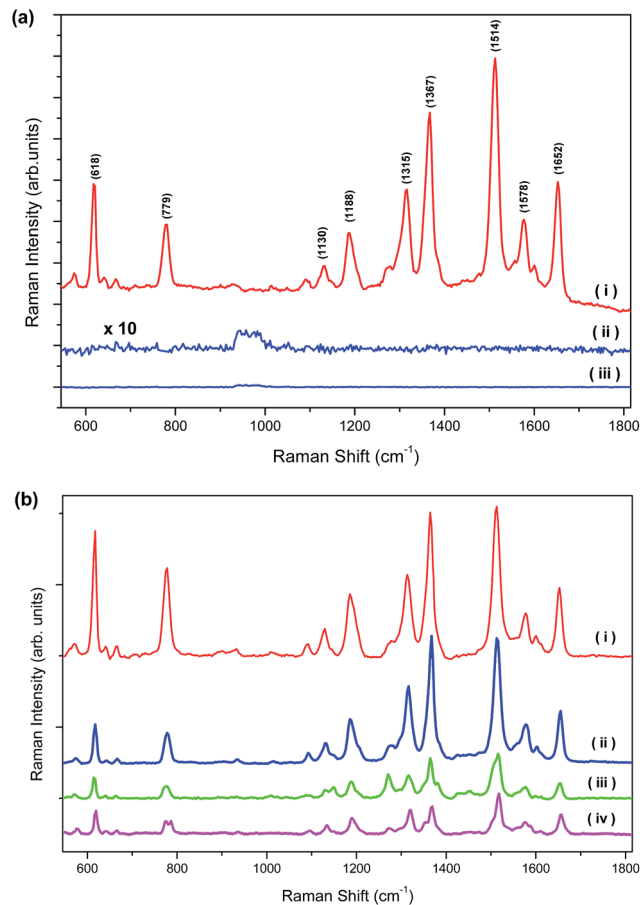 (a)
Raman Intensity (arb.units)
(618)
(779)
(1130)
(1188)
(1315)
(1367)
(1514)
(1578)
(1652)
( i )
x 10
( ii )
( iii )
600 800 1000 1200 1400 1600 1800
Raman Shift (cm⁻¹)
(b)
Raman Intensity (arb. units)
( i )
( ii )
( iii )
( iv )
600 800 1000 1200 1400 1600 1800
Raman Shift (cm⁻¹)